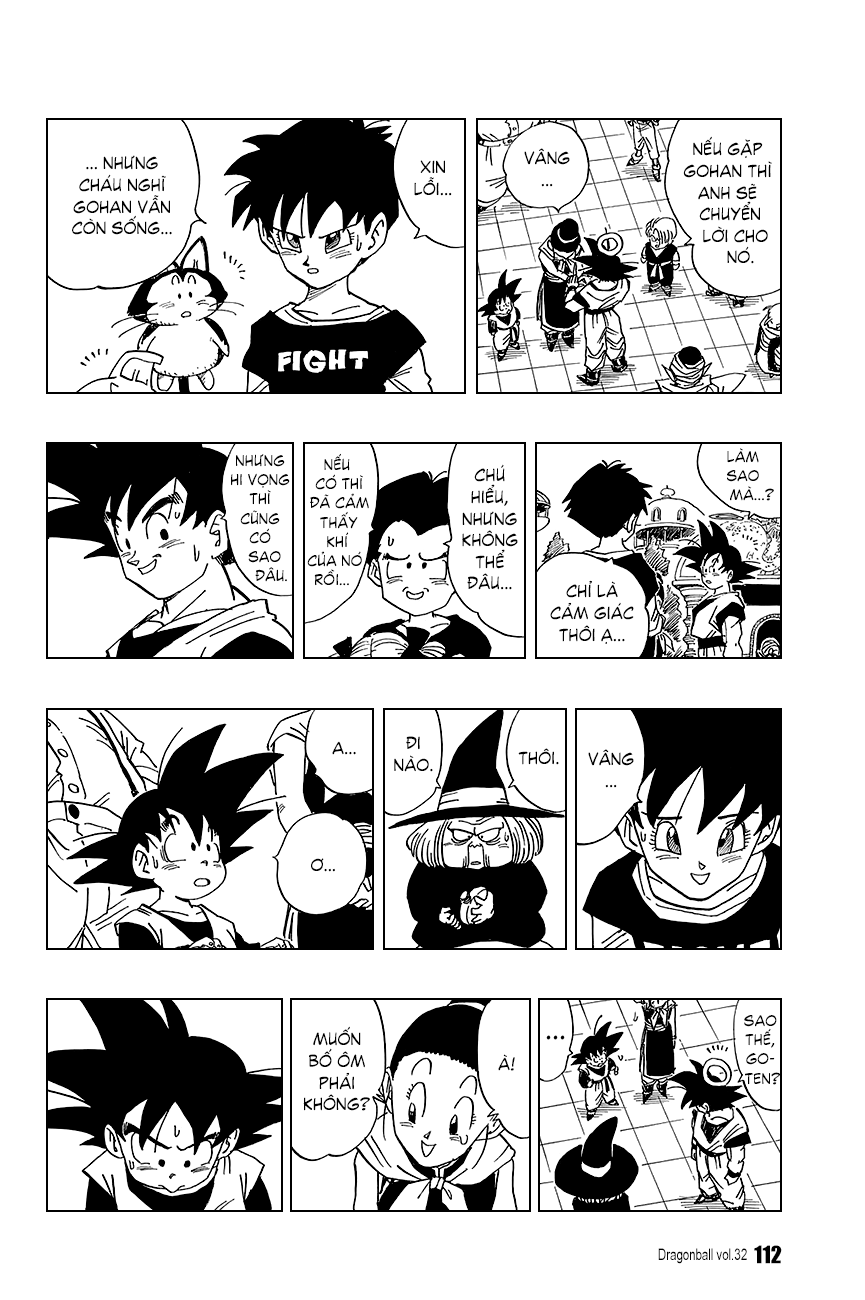 NẾU GẶP
GOHAN THÌ
ANH SẼ
CHUYỂN
LỜI CHO
NÓ.
VÂNG
...
XIN
LỖI...
... NHƯNG
CHÁU NGHĨ
GOHAN VẪN
CÒN SỐNG...
FIGHT
LÀM
SAO
MÀ...?
CHỈ LÀ
CẢM GIÁC
THÔI Ạ...
CHÚ
HIỂU,
NHƯNG
KHÔNG
THỂ
ĐÂU...
NẾU
CÓ THÌ
ĐÃ CẢM
THẤY
KHÍ
CỦA NÓ
RỒI...
NHƯNG
HI VỌNG
THÌ
CŨNG
CÓ
SAO
ĐÂU.
VÂNG
...
THÔI.
ĐI
NÀO.
A...
Ơ...
SAO
THẾ,
GO-
TEN?
...
À!
MUỐN
BỐ ÔM
PHẢI
KHÔNG?
Dragonball vol.32 112